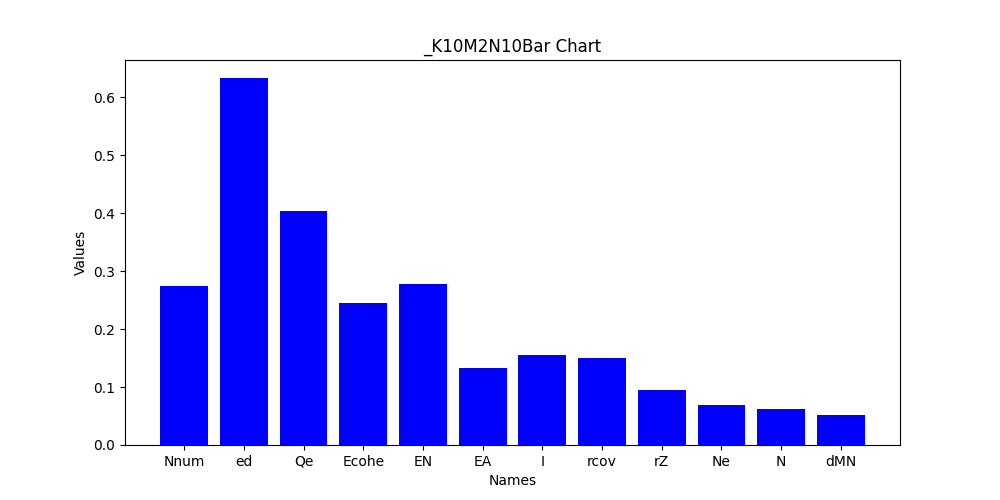 _K10M2N10Bar Chart
Values
0.6
0.5
0.4
0.3
0.2
0.1
0.0
Nnum ed Qe Ecohe EN EA I rcov rZ Ne N dMN
Names